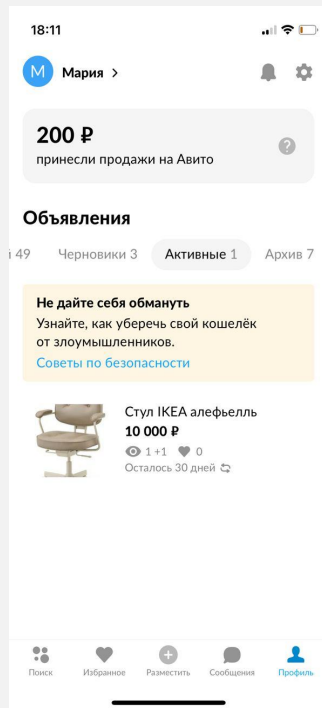 18:11
М
Мария >
200 ₽
принесли продажи на Авито
?
Объявления
й 49 Черновики 3 Активные 1 Архив 7
Не дайте себя обмануть
Узнайте, как уберечь свой кошелёк
от злоумышленников.
Советы по безопасности
Стул IKEA алефьелль
10 000 ₽
1 +1 0
Осталось 30 дней
Поиск Избранное Разместить Сообщения Профиль